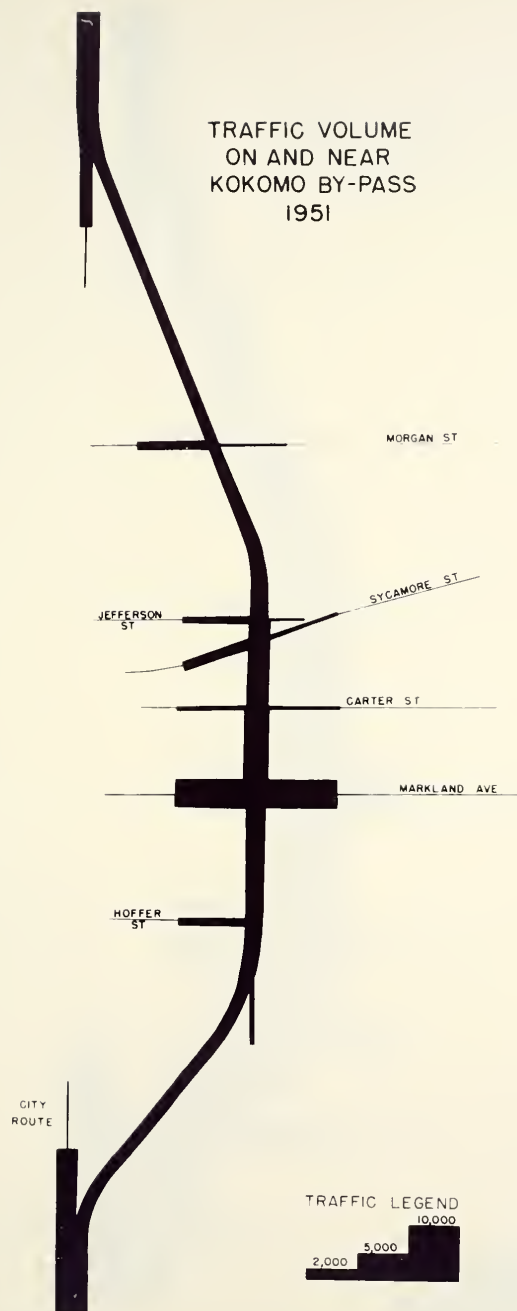 TRAFFIC VOLUME
ON AND NEAR
KOKOMO BY-PASS
1951
MORGAN ST
SYCAMORE ST
JEFFERSON
ST
CARTER ST
MARKLAND AVE
HOFFER
ST
CITY
ROUTE
TRAFFIC LEGEND
10,000
5,000
2,000